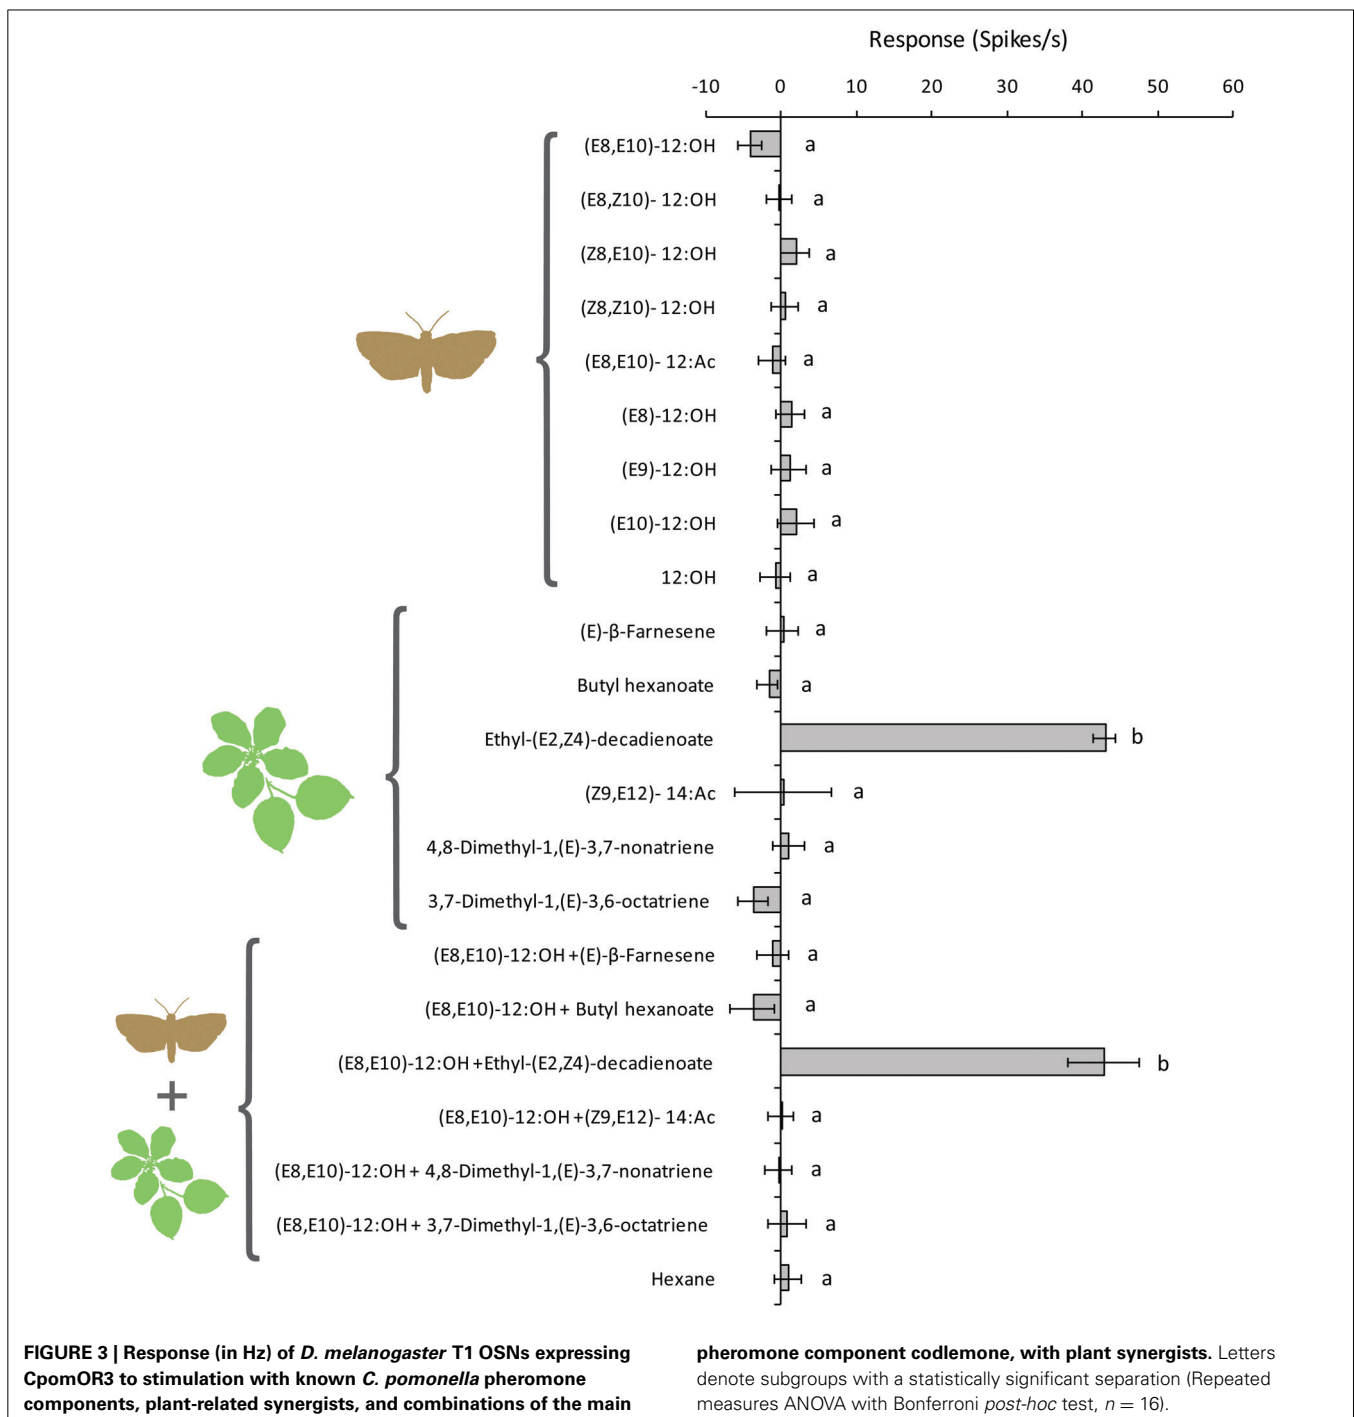 Response (Spikes/s)
-10 0 10 20 30 40 50 60
(E8,E10)-12:OH a
(E8,Z10)- 12:OH a
(Z8,E10)- 12:OH a
(Z8,Z10)- 12:OH a
(E8,E10)- 12:Ac a
(E8)-12:OH a
(E9)-12:OH a
(E10)-12:OH a
12:OH a
(E)-β-Farnesene a
Butyl hexanoate a
Ethyl-(E2,Z4)-decadienoate b
(Z9,E12)- 14:Ac a
4,8-Dimethyl-1,(E)-3,7-nonatriene a
3,7-Dimethyl-1,(E)-3,6-octatriene a
(E8,E10)-12:OH +(E)-β-Farnesene a
(E8,E10)-12:OH + Butyl hexanoate a
+
(E8,E10)-12:OH +Ethyl-(E2,Z4)-decadienoate b
(E8,E10)-12:OH +(Z9,E12)- 14:Ac a
(E8,E10)-12:OH + 4,8-Dimethyl-1,(E)-3,7-nonatriene a
(E8,E10)-12:OH + 3,7-Dimethyl-1,(E)-3,6-octatriene a
Hexane a
FIGURE 3 | Response (in Hz) of D. melanogaster T1 OSNs expressing
CpomOR3 to stimulation with known C. pomonella pheromone
components, plant-related synergists, and combinations of the main
pheromone component codlemone, with plant synergists. Letters
denote subgroups with a statistically significant separation (Repeated
measures ANOVA with Bonferroni post-hoc test, n = 16).